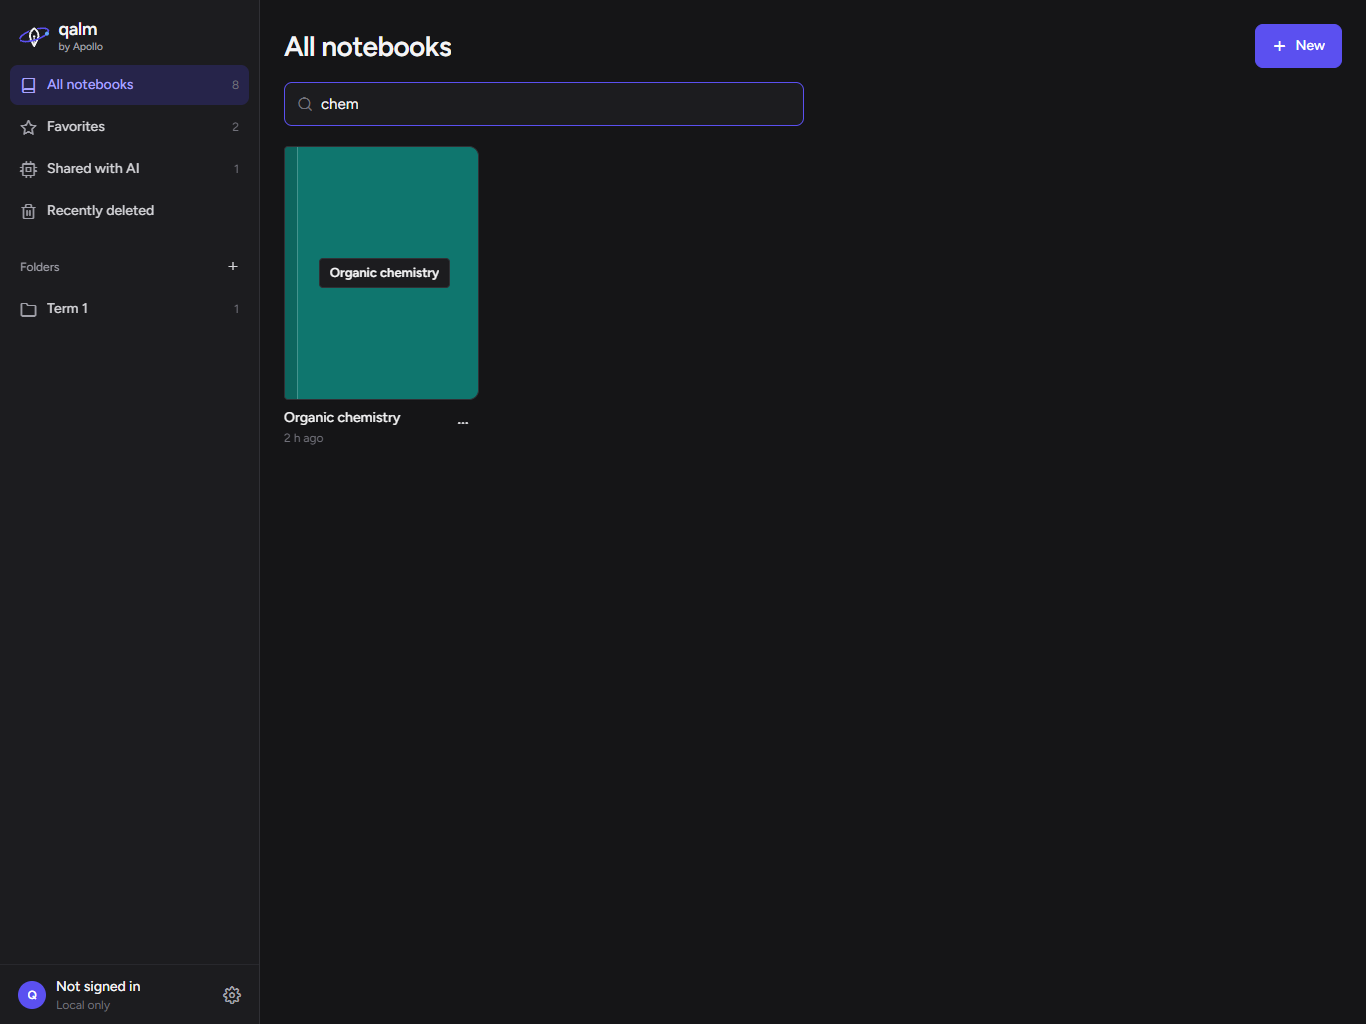 qalm
by Apollo
All notebooks 8
Favorites 2
Shared with AI 1
Recently deleted
Folders +
Term 1 1
Not signed in
Q
Local only
All notebooks
+ New
chem
Organic chemistry
Organic chemistry ...
2 h ago